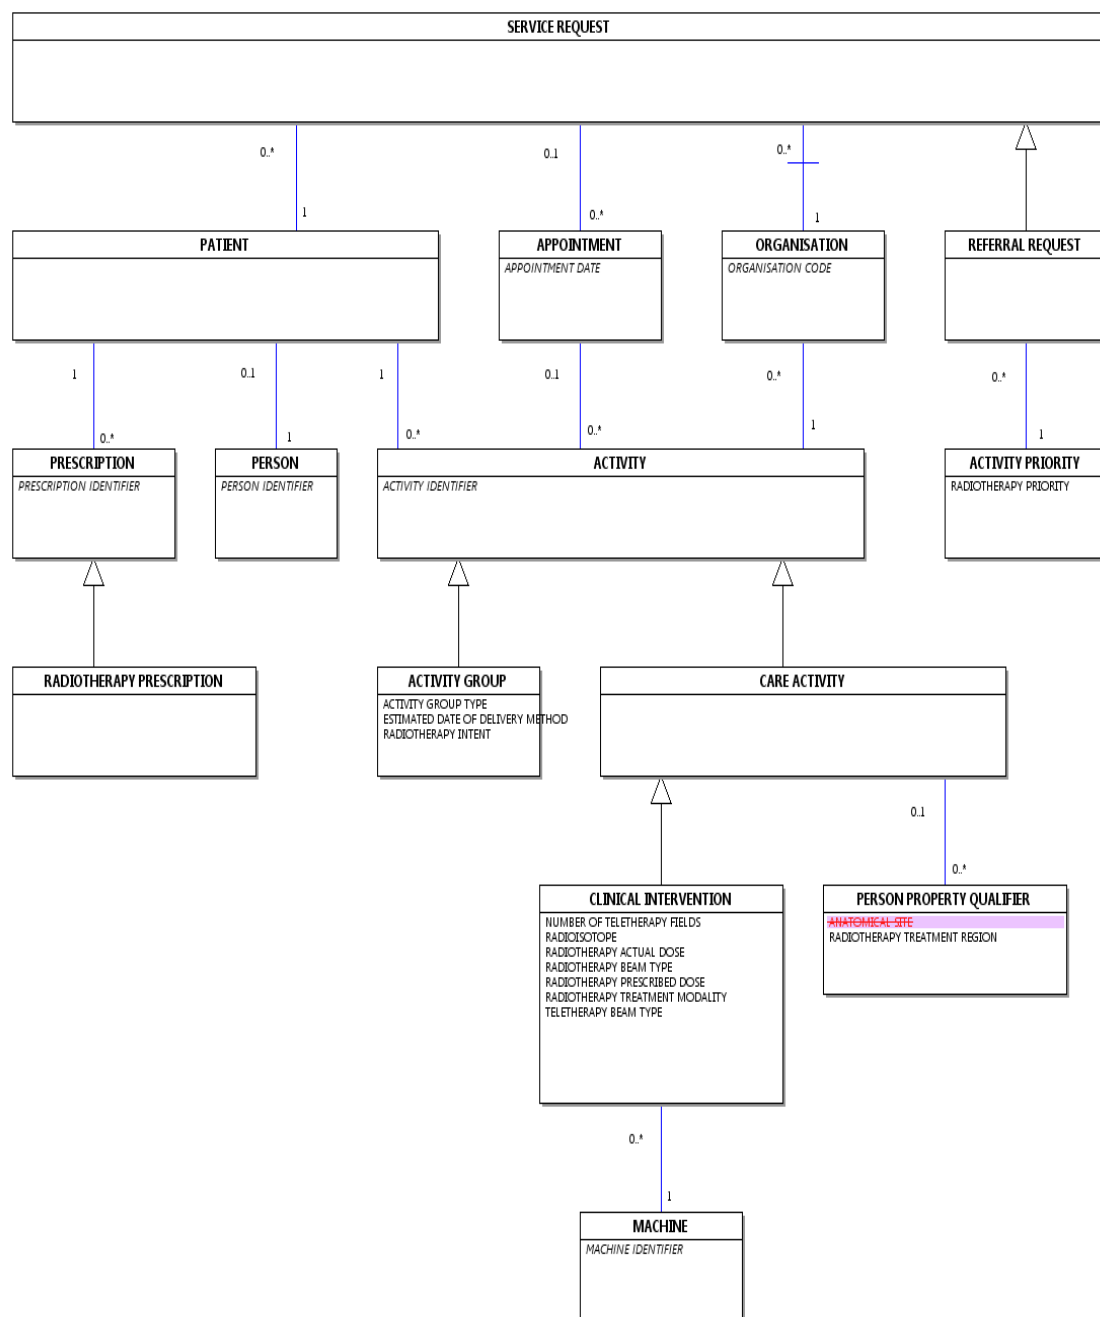 SERVICE REQUEST
0..*
0..1
0..*
1
0..*
1
PATIENT
APPOINTMENT
APPOINTMENT DATE
ORGANISATION
ORGANISATION CODE
REFERRAL REQUEST
1
0..1
1
0..1
0..*
0..*
0..*
1
0..*
0..*
1
1
PRESCRIPTION
PRESCRIPTION IDENTIFIER
PERSON
PERSON IDENTIFIER
ACTIVITY
ACTIVITY IDENTIFIER
ACTIVITY PRIORITY
RADIOTHERAPY PRIORITY
RADIOTHERAPY PRESCRIPTION
ACTIVITY GROUP
ACTIVITY GROUP TYPE
ESTIMATED DATE OF DELIVERY METHOD
RADIOTHERAPY INTENT
CARE ACTIVITY
0..1
0..*
CLINICAL INTERVENTION
NUMBER OF TELETHERAPY FIELDS
RADIOISOTOPE
RADIOTHERAPY ACTUAL DOSE
RADIOTHERAPY BEAM TYPE
RADIOTHERAPY PRESCRIBED DOSE
RADIOTHERAPY TREATMENT MODALITY
TELETHERAPY BEAM TYPE
PERSON PROPERTY QUALIFIER
ANATOMICAL SITE
RADIOTHERAPY TREATMENT REGION
0..*
1
MACHINE
MACHINE IDENTIFIER